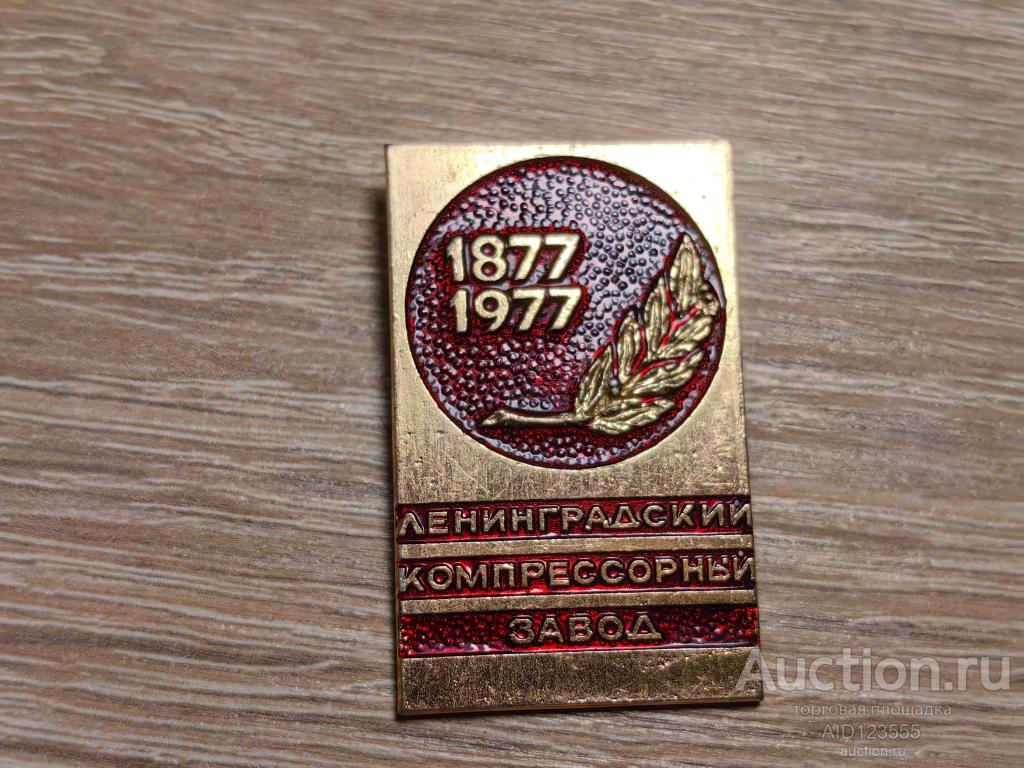 1877
1977
ЛЕНИНГРАДСКИЙ
КОМПРЕССОРНЫЙ
ЗАВОД
Auction.ru
торговая площадка
AID123555
auction.ru